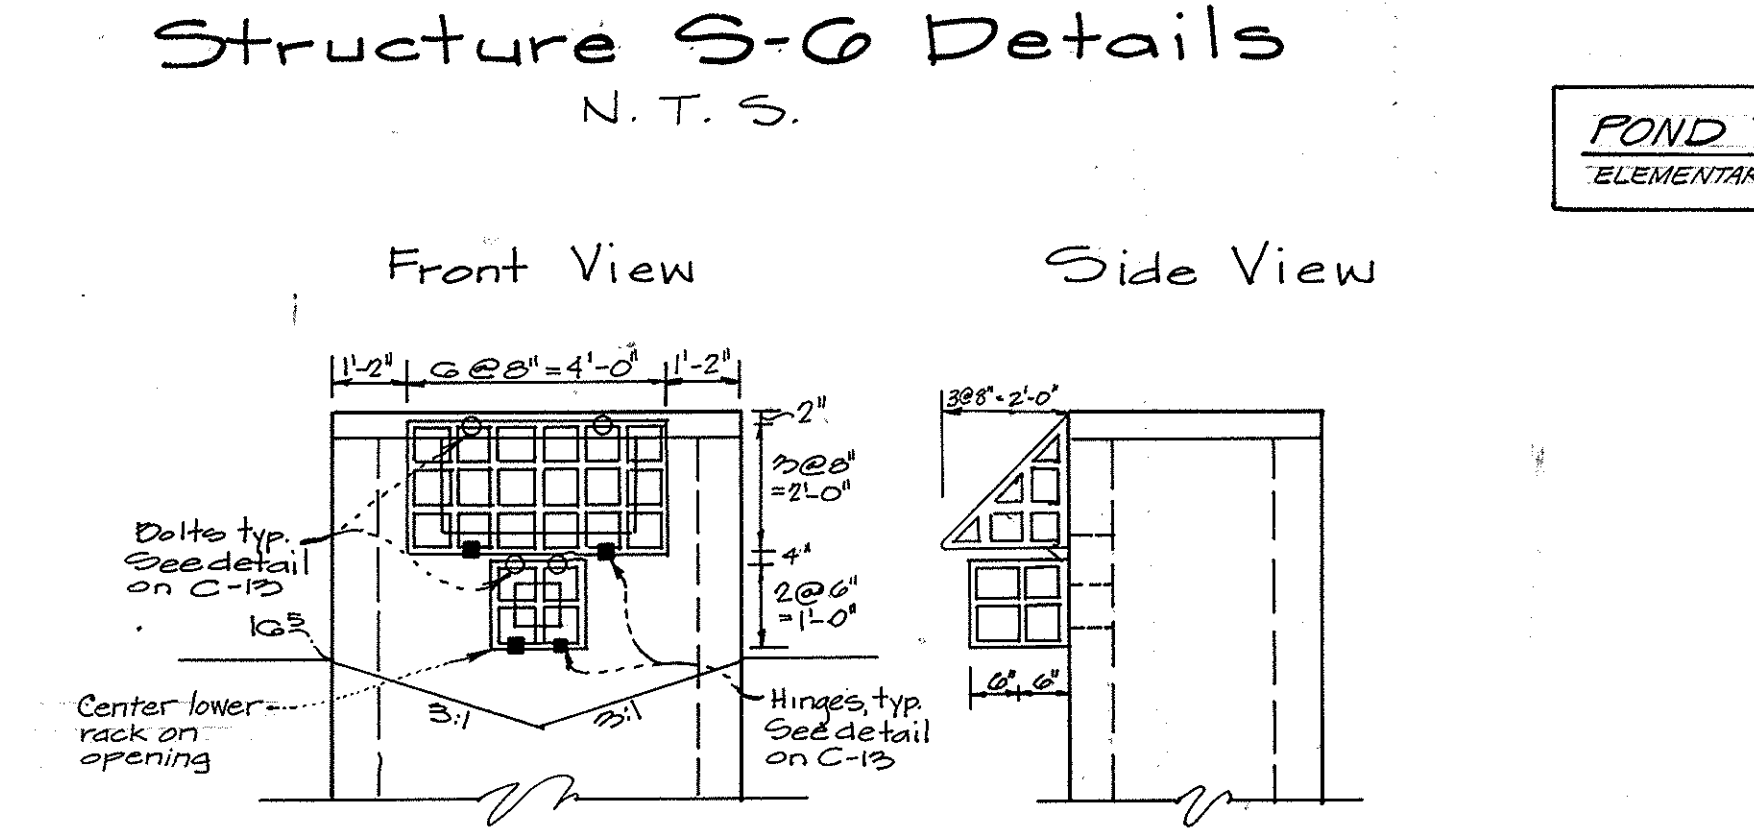 Structure S-6 Details
N. T. S.
POND
ELEMENTAR
Front View
Side View
1'-2"
6 @ 8" = 4'-0"
1'-2"
2"
3 @ 8"
= 2'-0"
4"
2 @ 6"
= 1'-0"
Bolts typ.
See detail
on C-13
Center lower
rack on
opening
3:1
3:1
Hinges, typ.
See detail
on C-13
3@8" = 2'-0"
6"
6"